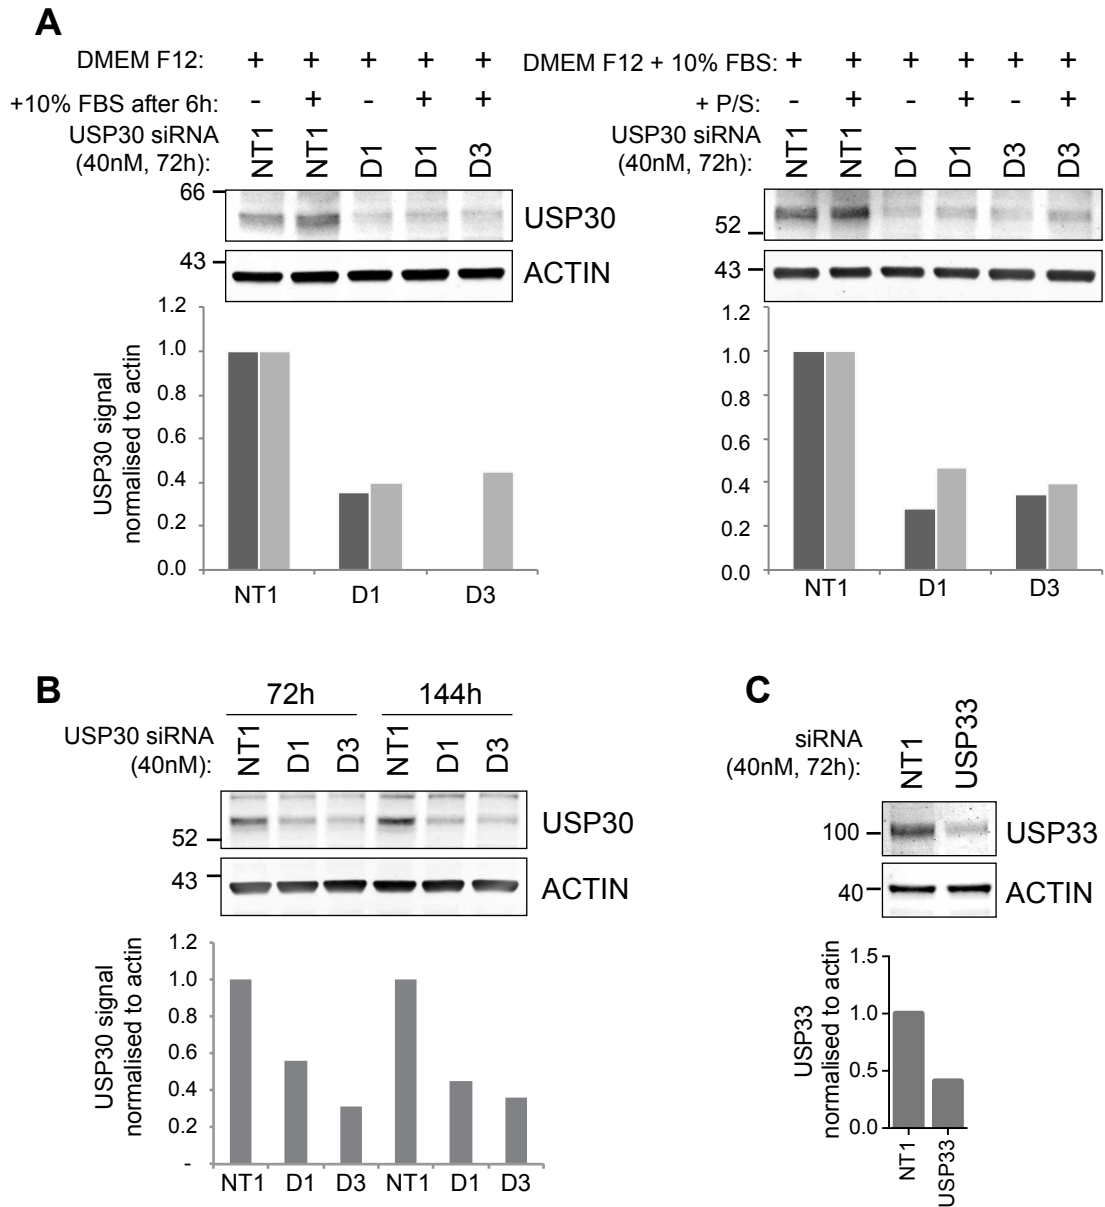 A
DMEM F12: + + + + +
+10% FBS after 6h: - + - + +
USP30 siRNA
(40nM, 72h): NT1 NT1 D1 D1 D3
66
USP30
43
ACTIN
1.2
1.0
0.8
0.6
0.4
0.2
0.0
USP30 signal
normalised to actin
NT1 D1 D3
DMEM F12 + 10% FBS: + + + + + +
+ P/S: - + - + - +
USP30 siRNA
(40nM, 72h): NT1 NT1 D1 D1 D3 D3
52
43
1.2
1.0
0.8
0.6
0.4
0.2
0.0
NT1 D1 D3
B
72h 144h
USP30 siRNA
(40nM): NT1 D1 D3 NT1 D1 D3
52
USP30
43
ACTIN
1.2
1.0
0.8
0.6
0.4
0.2
-
USP30 signal
normalised to actin
NT1 D1 D3 NT1 D1 D3
C
siRNA
(40nM, 72h): NT1 USP33
100
USP33
40
ACTIN
1.5
1.0
0.5
0.0
USP33
normalised to actin
NT1 USP33